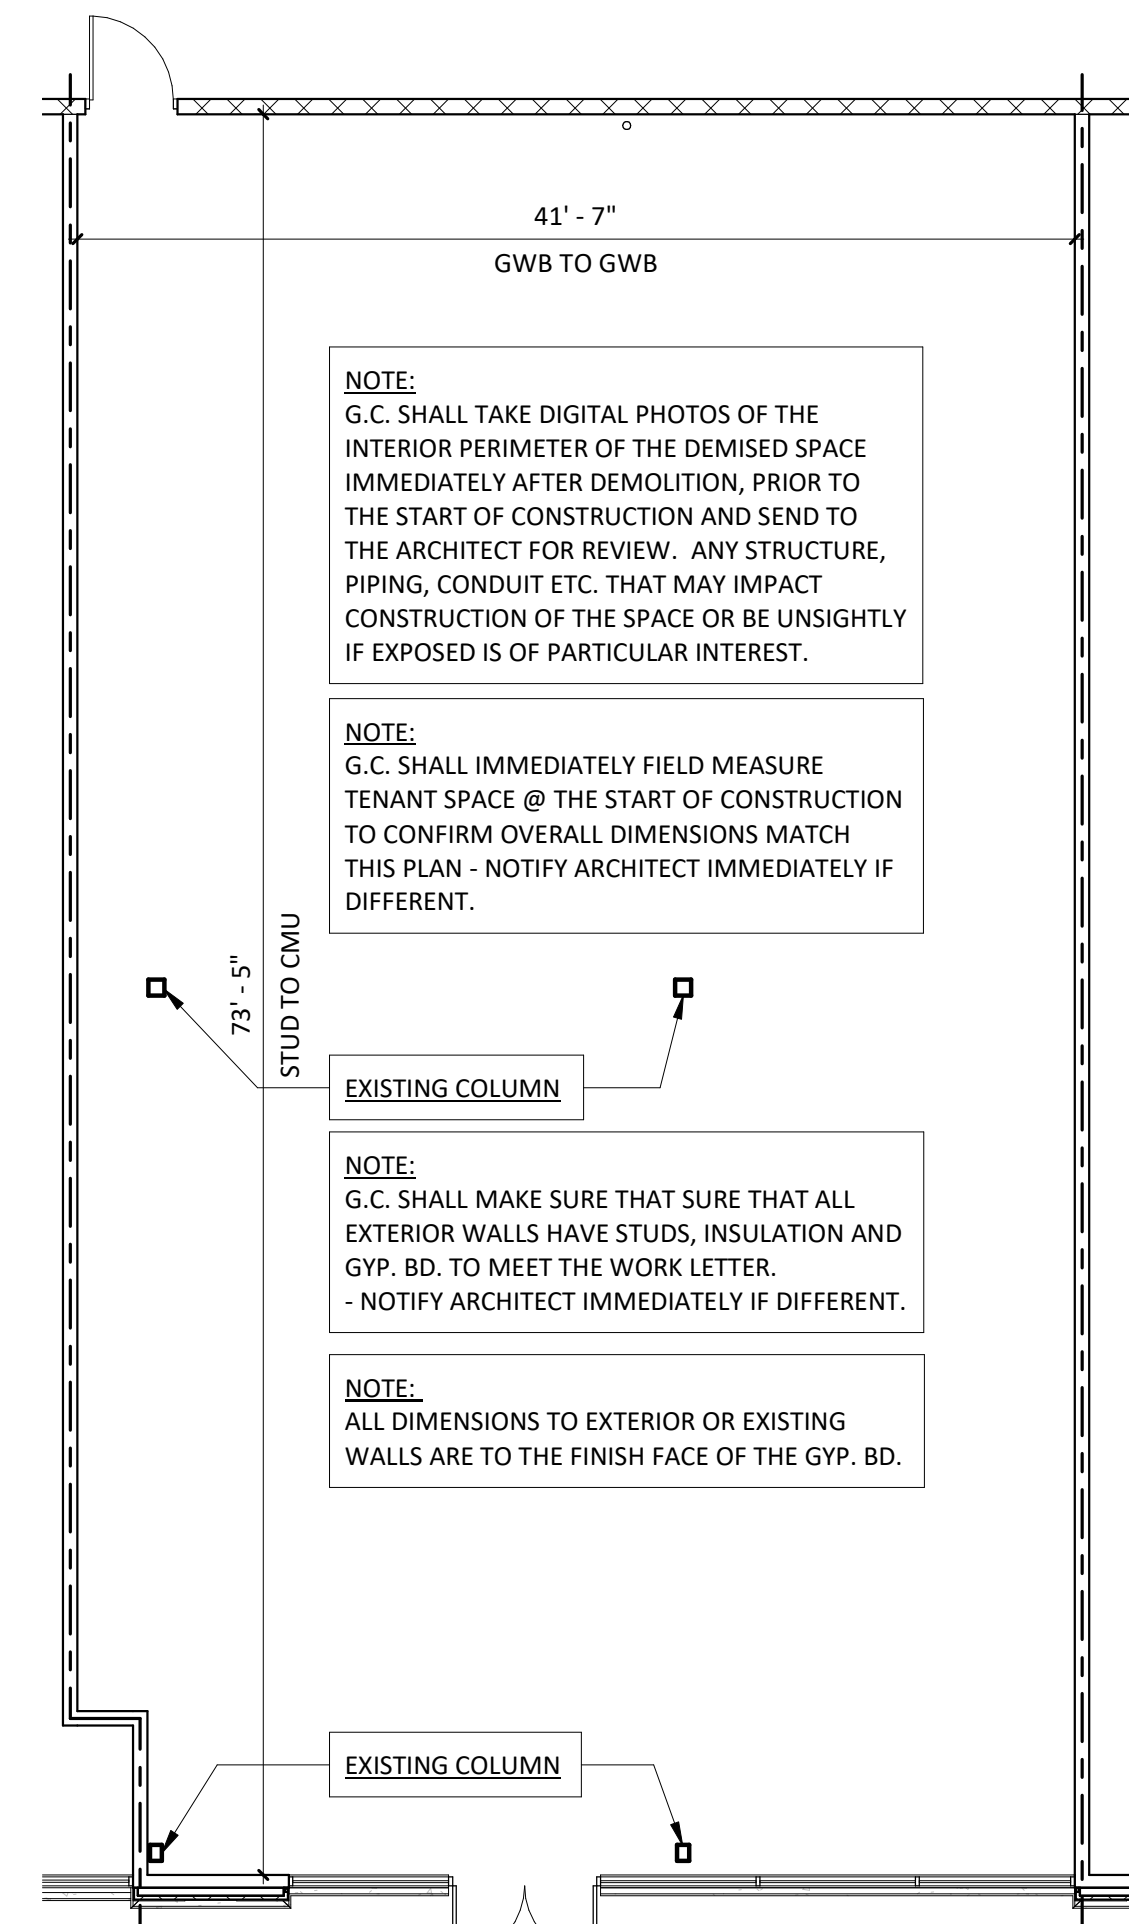 41' - 7"
GWB TO GWB
NOTE:
G.C. SHALL TAKE DIGITAL PHOTOS OF THE
INTERIOR PERIMETER OF THE DEMISED SPACE
IMMEDIATELY AFTER DEMOLITION, PRIOR TO
THE START OF CONSTRUCTION AND SEND TO
THE ARCHITECT FOR REVIEW.  ANY STRUCTURE,
PIPING, CONDUIT ETC. THAT MAY IMPACT
CONSTRUCTION OF THE SPACE OR BE UNSIGHTLY
IF EXPOSED IS OF PARTICULAR INTEREST.
NOTE:
G.C. SHALL IMMEDIATELY FIELD MEASURE
TENANT SPACE @ THE START OF CONSTRUCTION
TO CONFIRM OVERALL DIMENSIONS MATCH
THIS PLAN - NOTIFY ARCHITECT IMMEDIATELY IF
DIFFERENT.
73' - 5"
STUD TO CMU
EXISTING COLUMN
NOTE:
G.C. SHALL MAKE SURE THAT SURE THAT ALL
EXTERIOR WALLS HAVE STUDS, INSULATION AND
GYP. BD. TO MEET THE WORK LETTER.
- NOTIFY ARCHITECT IMMEDIATELY IF DIFFERENT.
NOTE:
ALL DIMENSIONS TO EXTERIOR OR EXISTING
WALLS ARE TO THE FINISH FACE OF THE GYP. BD.
EXISTING COLUMN